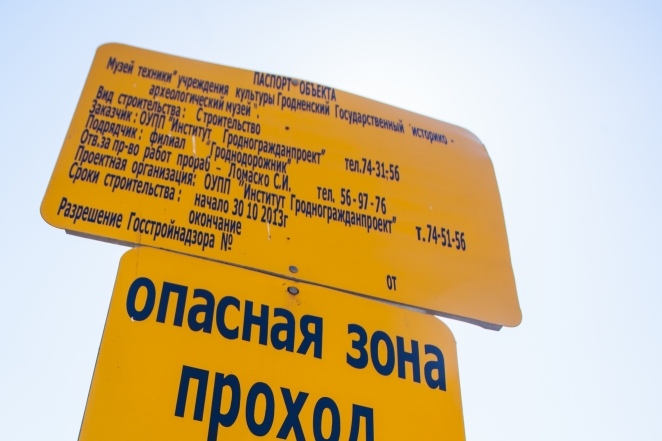 ПАСПОРТ ОБЪЕКТА
Музей техники" учреждения культуры Гродненский Государственный историко -
археологический музей .
Вид строительства: Строительство
Заказчик: ОУПП "Институт Гродногражданпроект" тел.74-31-56
Подрядчик: филиал "Гроднодорожник"
Отв.за пр-во работ прораб - Ломаско С.И. тел. 56-97-76
Проектная организация: ОУПП "Институт Гродногражданпроект" т.74-51-56
Сроки строительства: начало 30 10 2013г
окончание
Разрешение Госстройнадзора № от
опасная зона
проход